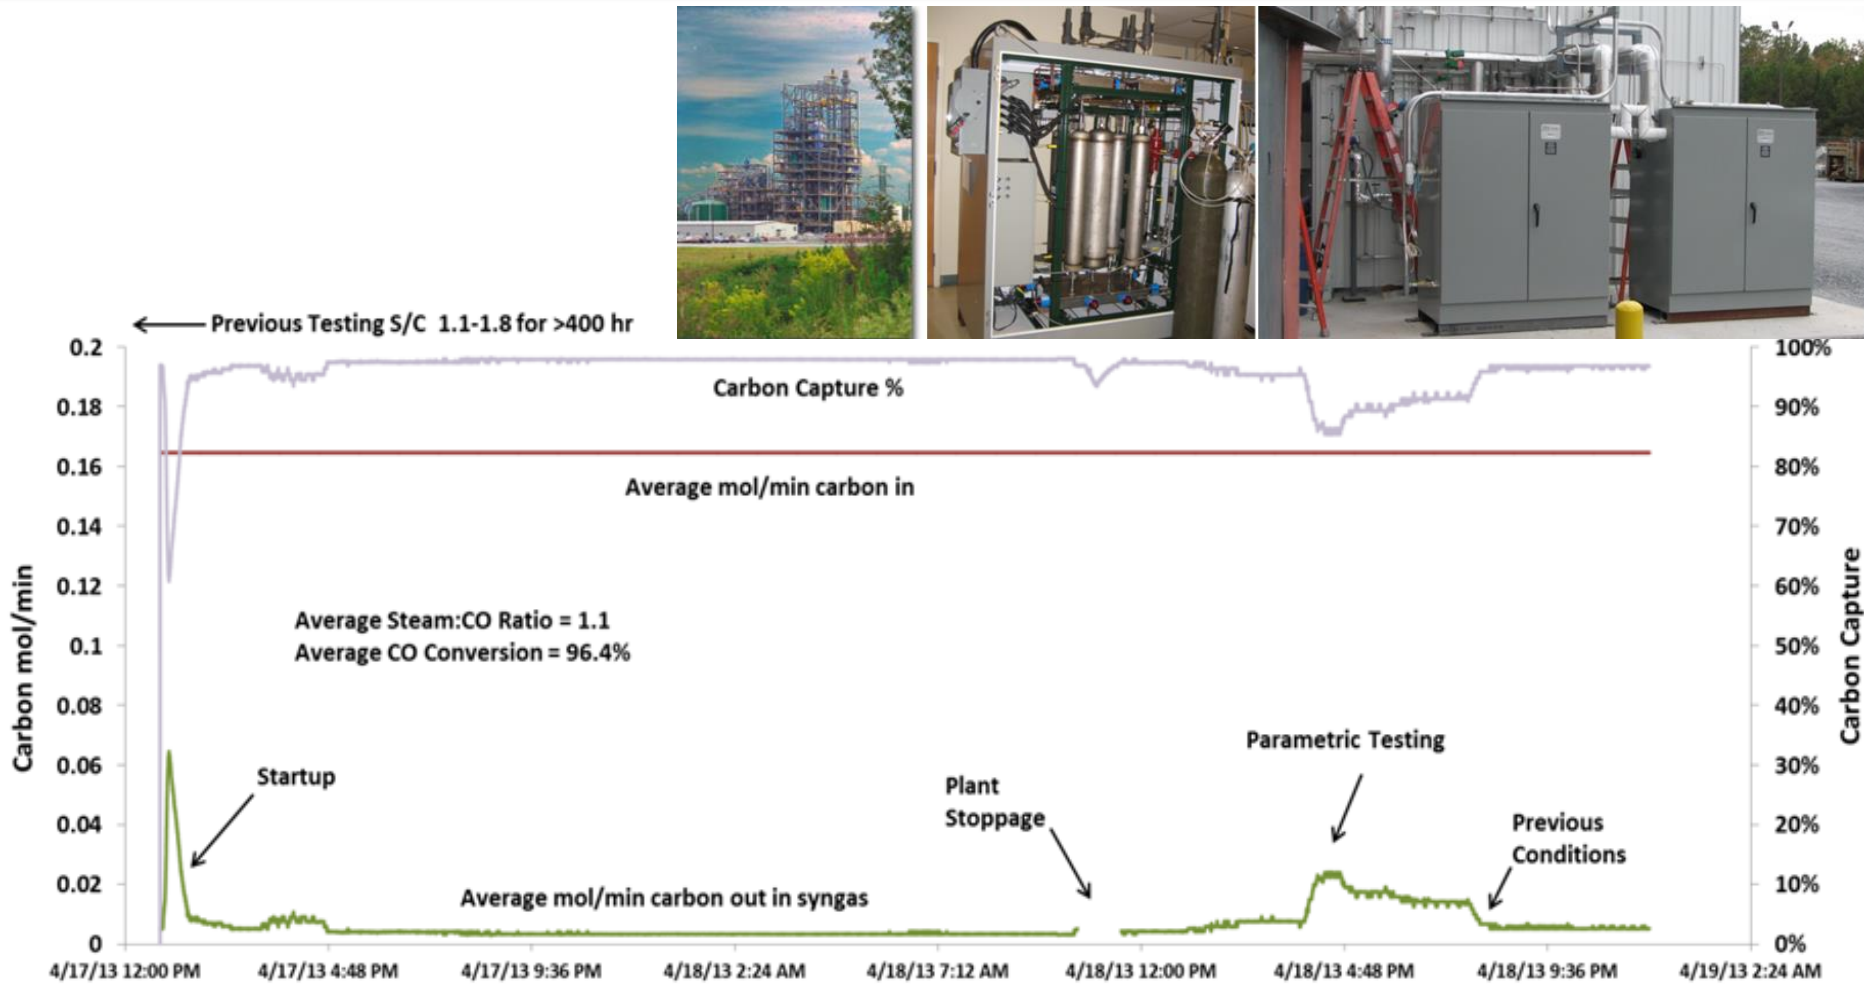 Previous Testing S/C 1.1-1.8 for >400 hr
0.2
0.18
0.16
0.14
0.12
0.1
0.08
0.06
0.04
0.02
0
Carbon mol/min
100%
90%
80%
70%
60%
50%
40%
30%
20%
10%
0%
Carbon Capture
Carbon Capture %
Average mol/min carbon in
Average Steam:CO Ratio = 1.1
Average CO Conversion = 96.4%
Startup
Average mol/min carbon out in syngas
Plant
Stoppage
Parametric Testing
Previous
Conditions
4/17/13 12:00 PM
4/17/13 4:48 PM
4/17/13 9:36 PM
4/18/13 2:24 AM
4/18/13 7:12 AM
4/18/13 12:00 PM
4/18/13 4:48 PM
4/18/13 9:36 PM
4/19/13 2:24 AM